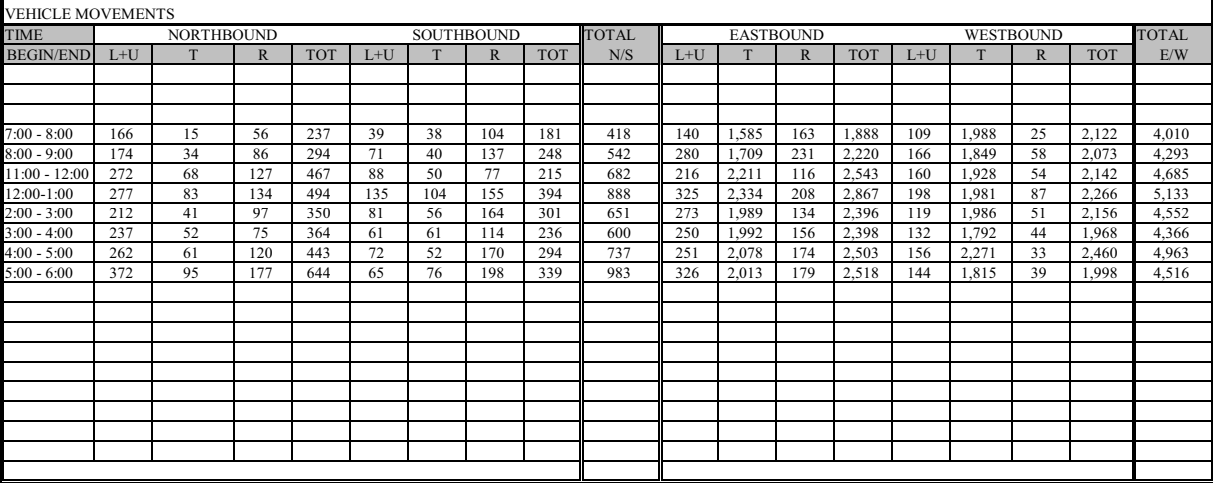 VEHICLE MOVEMENTS
TIME NORTHBOUND SOUTHBOUND TOTAL EASTBOUND WESTBOUND TOTAL
BEGIN/END L+U T R TOT L+U T R TOT N/S L+U T R TOT L+U T R TOT E/W
7:00 - 8:00 166 15 56 237 39 38 104 181 418 140 1,585 163 1,888 109 1,988 25 2,122 4,010
8:00 - 9:00 174 34 86 294 71 40 137 248 542 280 1,709 231 2,220 166 1,849 58 2,073 4,293
11:00 - 12:00 272 68 127 467 88 50 77 215 682 216 2,211 116 2,543 160 1,928 54 2,142 4,685
12:00-1:00 277 83 134 494 135 104 155 394 888 325 2,334 208 2,867 198 1,981 87 2,266 5,133
2:00 - 3:00 212 41 97 350 81 56 164 301 651 273 1,989 134 2,396 119 1,986 51 2,156 4,552
3:00 - 4:00 237 52 75 364 61 61 114 236 600 250 1,992 156 2,398 132 1,792 44 1,968 4,366
4:00 - 5:00 262 61 120 443 72 52 170 294 737 251 2,078 174 2,503 156 2,271 33 2,460 4,963
5:00 - 6:00 372 95 177 644 65 76 198 339 983 326 2,013 179 2,518 144 1,815 39 1,998 4,516